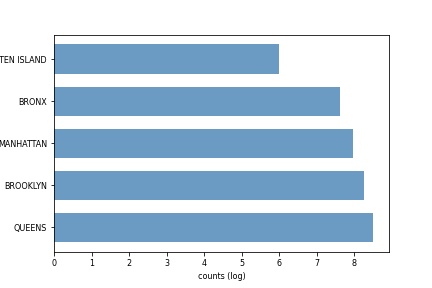 TEN ISLAND
BRONX
MANHATTAN
BROOKLYN
QUEENS
0 1 2 3 4 5 6 7 8
counts (log)